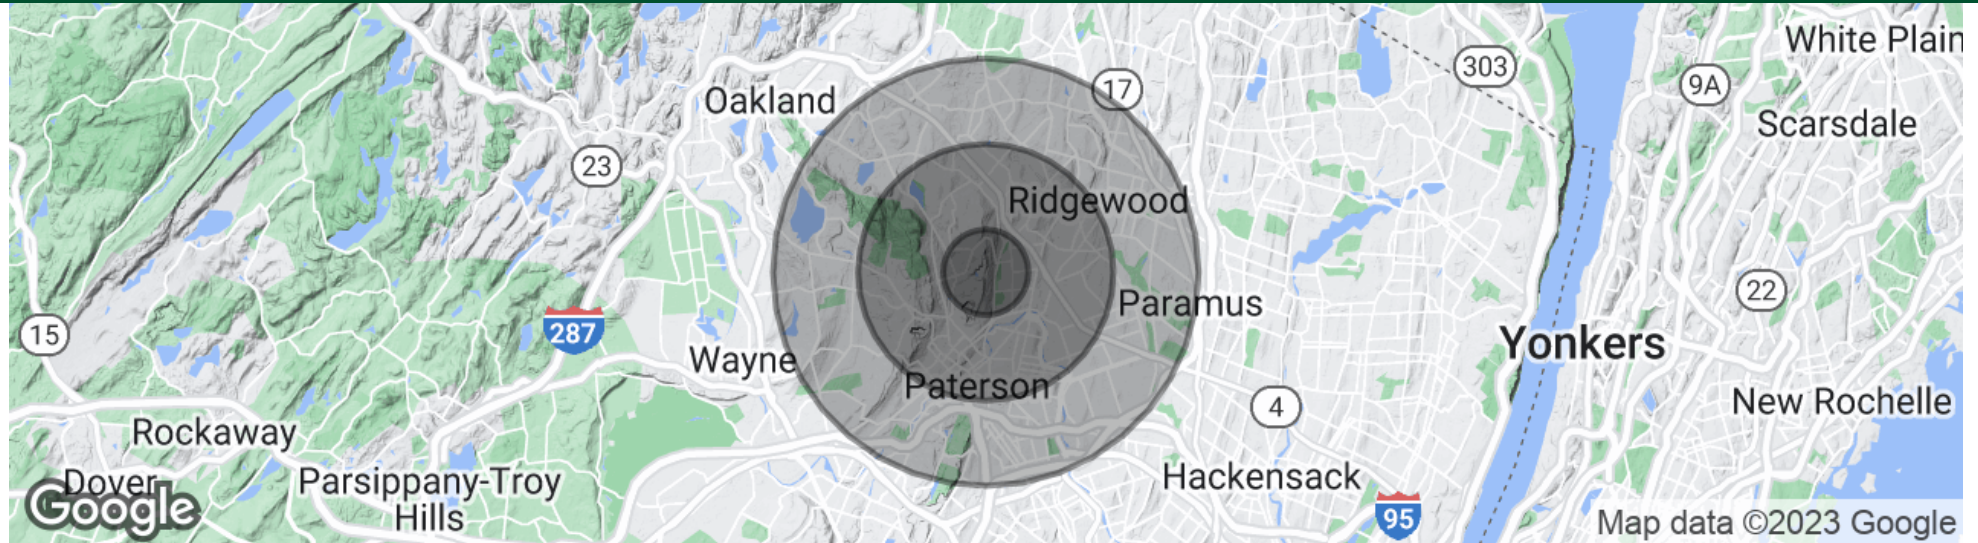 White Plain
303
9A
17
Oakland
Scarsdale
23
Ridgewood
22
Paramus
15
287
Yonkers
Wayne
Paterson
New Rochelle
4
Rockaway
Hackensack
Dover
Parsippany-Troy
Hills
95
Google
Map data ©2023 Google